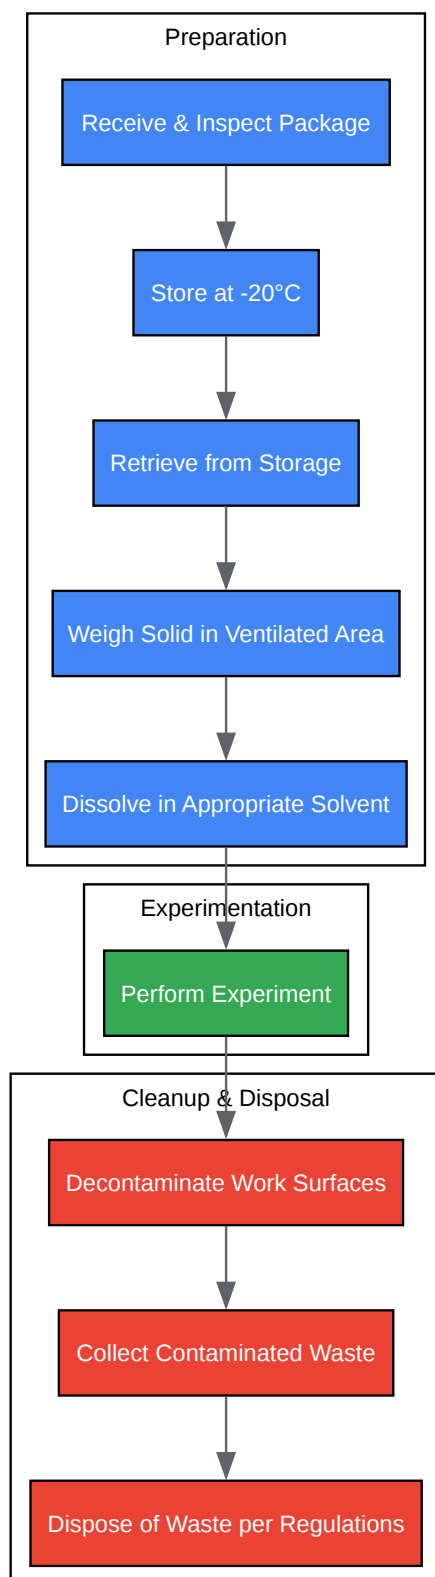 Preparation
Receive & Inspect Package
Store at -20°C
Retrieve from Storage
Weigh Solid in Ventilated Area
Dissolve in Appropriate Solvent
Experimentation
Perform Experiment
Cleanup & Disposal
Decontaminate Work Surfaces
Collect Contaminated Waste
Dispose of Waste per Regulations